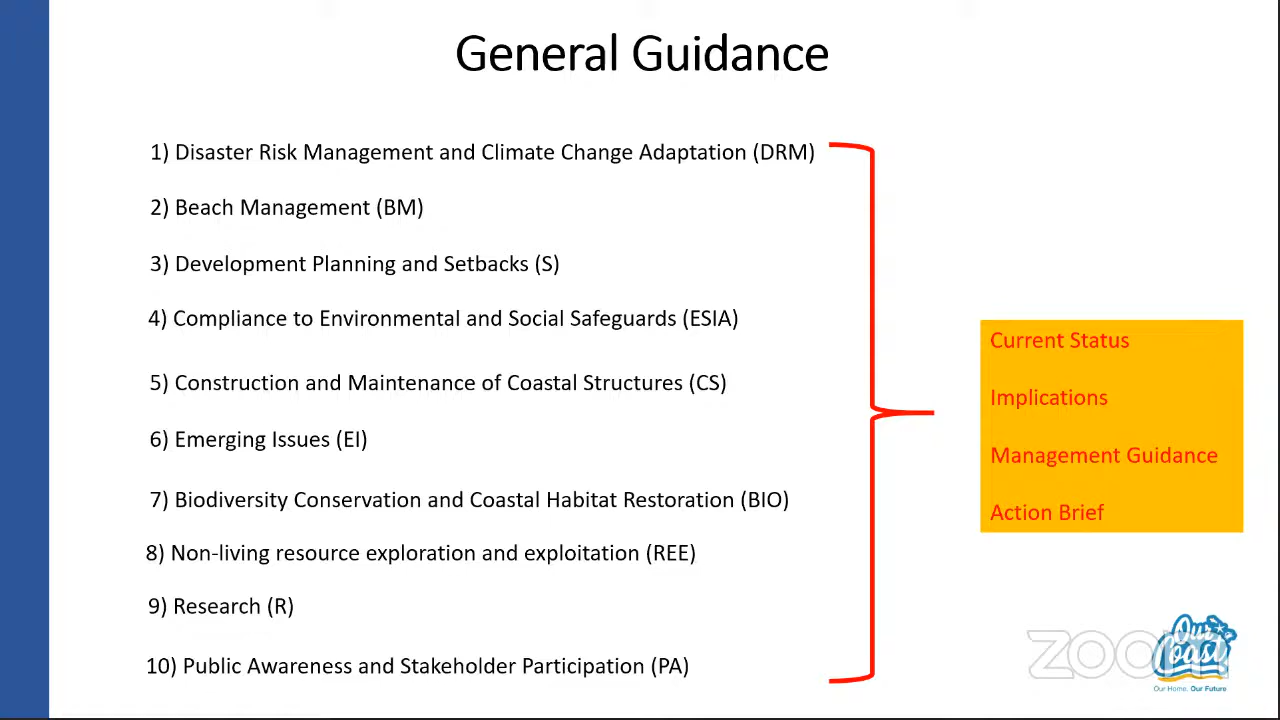 General Guidance
1) Disaster Risk Management and Climate Change Adaptation (DRM)
2) Beach Management (BM)
3) Development Planning and Setbacks (S)
4) Compliance to Environmental and Social Safeguards (ESIA)
5) Construction and Maintenance of Coastal Structures (CS)
6) Emerging Issues (EI)
7) Biodiversity Conservation and Coastal Habitat Restoration (BIO)
8) Non-living resource exploration and exploitation (REE)
9) Research (R)
10) Public Awareness and Stakeholder Participation (PA)
Current Status
Implications
Management Guidance
Action Brief
zoom
Our
Coast
Our Home, Our Future